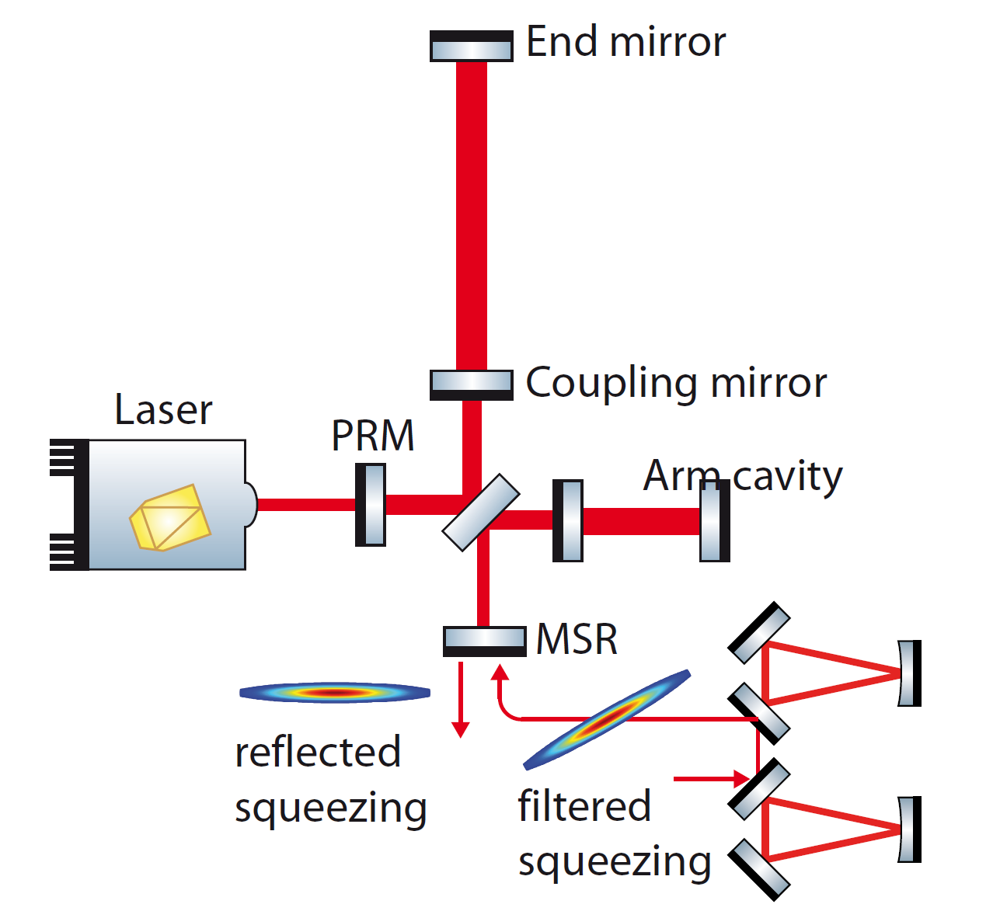 End mirror
Coupling mirror
Laser
PRM
Arm cavity
MSR
reflected
squeezing
filtered
squeezing